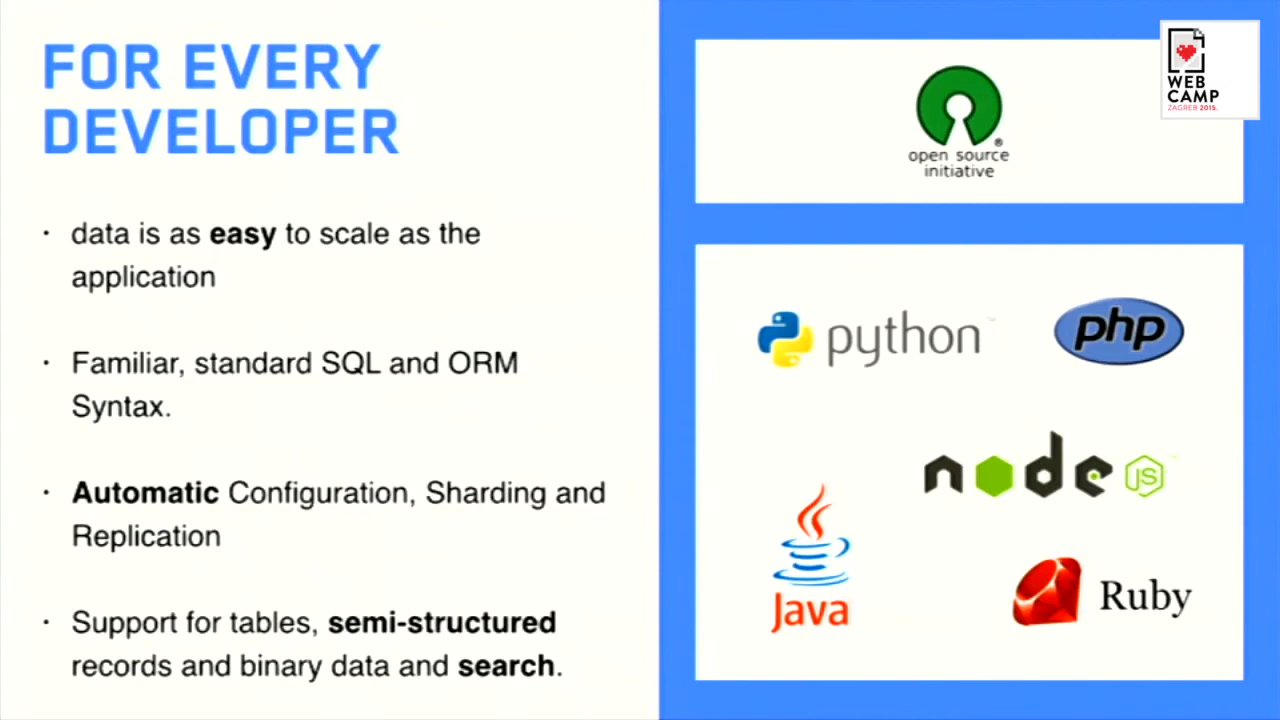 FOR EVERY
DEVELOPER
· data is as easy to scale as the
application
· Familiar, standard SQL and ORM
Syntax.
· Automatic Configuration, Sharding and
Replication
· Support for tables, semi-structured
records and binary data and search.
open source
initiative
®
WEB
CAMP
ZAGREB 2015.
python
php
node JS
Java
Ruby